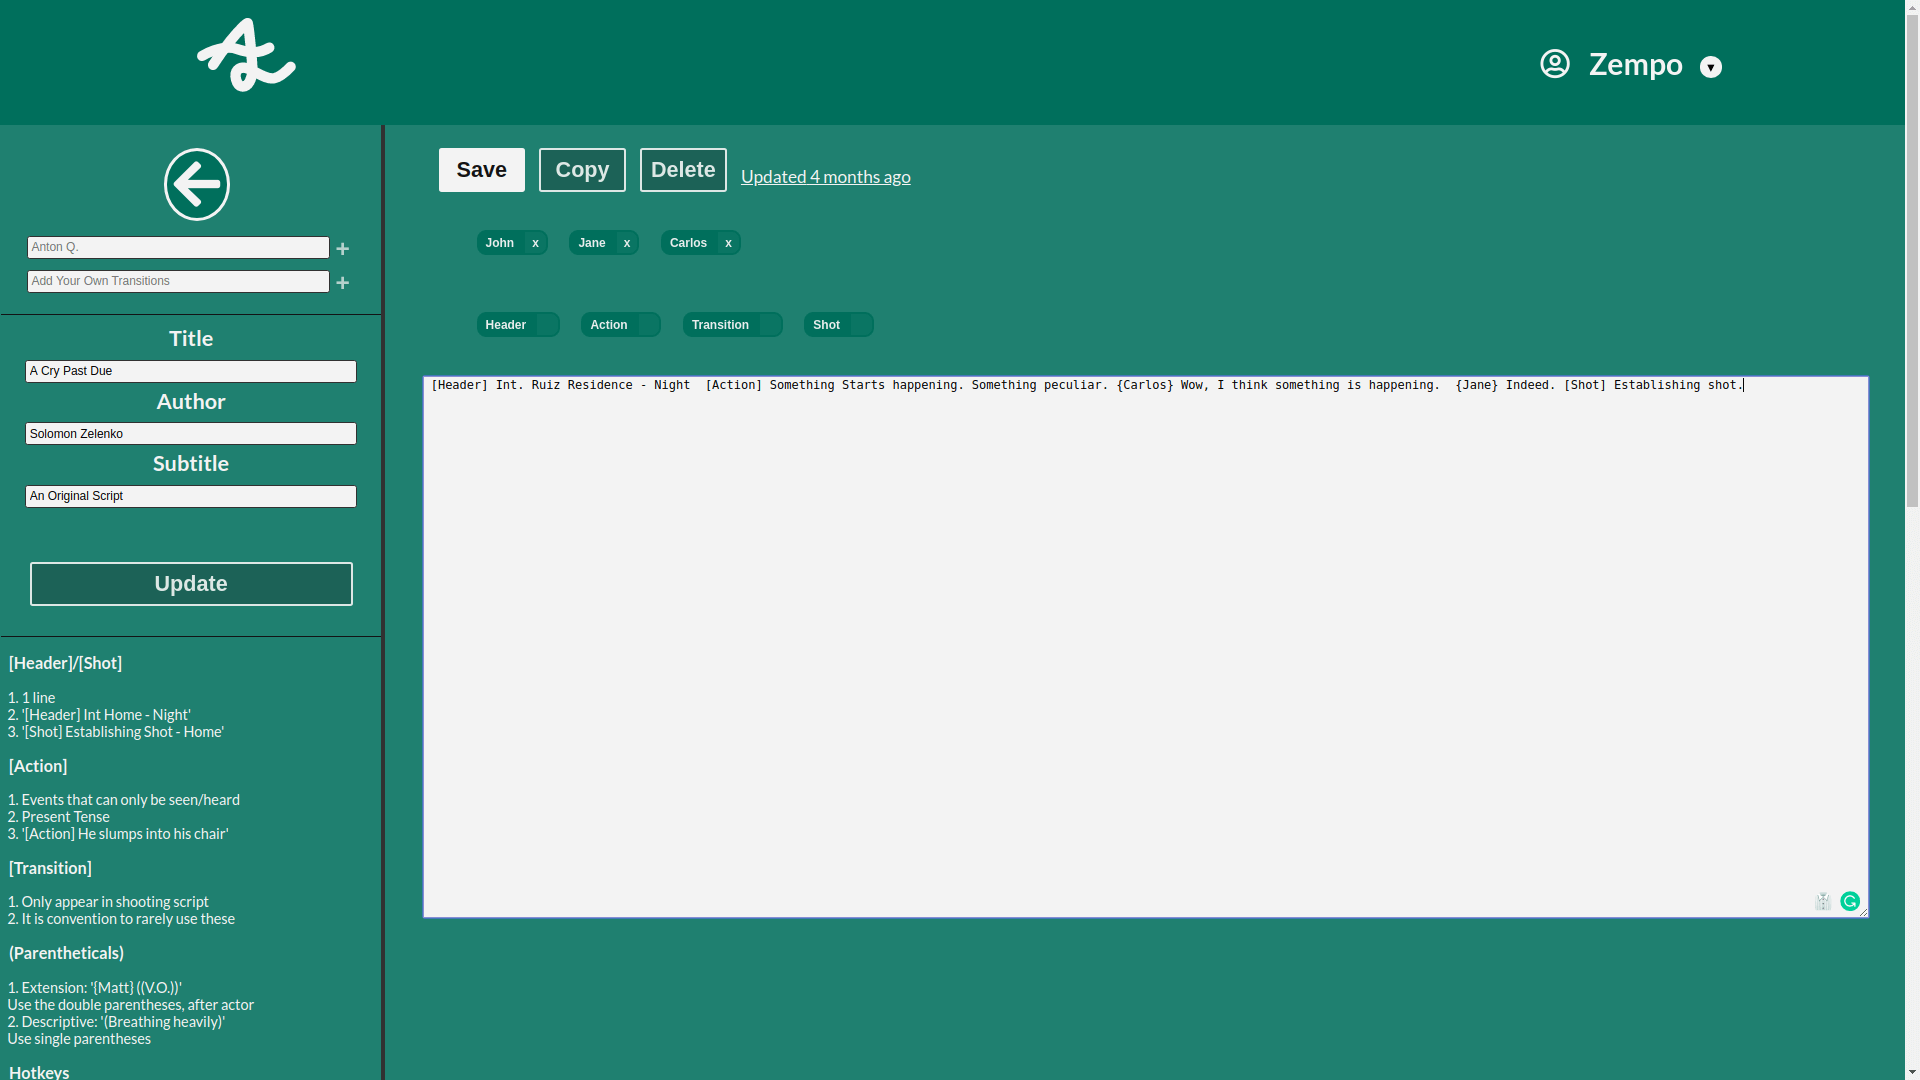 Zempo ▼
Anton Q. +
Add Your Own Transitions +
Title
A Cry Past Due
Author
Solomon Zelenko
Subtitle
An Original Script
Update
[Header]/[Shot]
1. 1 line
2. '[Header] Int Home - Night'
3. '[Shot] Establishing Shot - Home'
[Action]
1. Events that can only be seen/heard
2. Present Tense
3. '[Action] He slumps into his chair'
[Transition]
1. Only appear in shooting script
2. It is convention to rarely use these
(Parentheticals)
1. Extension: '{Matt} ((V.O.))'
Use the double parentheses, after actor
2. Descriptive: '(Breathing heavily)'
Use single parentheses
Hotkeys
Save Copy Delete Updated 4 months ago
John x Jane x Carlos x
Header Action Transition Shot
[Header] Int. Ruiz Residence - Night  [Action] Something Starts happening. Something peculiar. {Carlos} Wow, I think something is happening.  {Jane} Indeed. [Shot] Establishing shot.